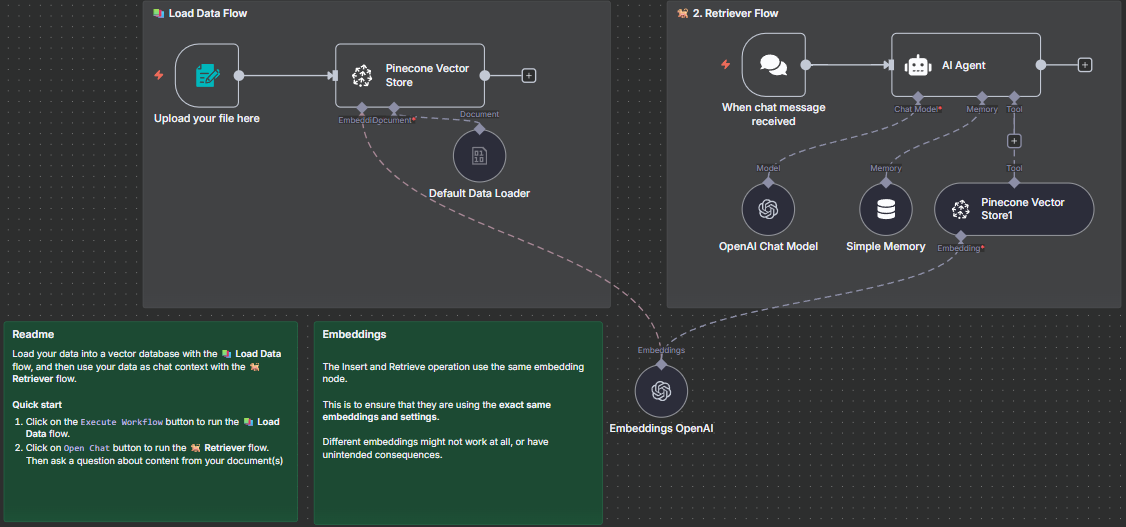 Load Data Flow
Upload your file here
Pinecone Vector
Store
Embeddi
Document*
Document
Default Data Loader
2. Retriever Flow
When chat message
received
AI Agent
Chat Model*
Memory
Tool
Model
OpenAI Chat Model
Memory
Simple Memory
Tool
Pinecone Vector
Store1
Embedding*
Embeddings
Embeddings OpenAI
Readme
Load your data into a vector database with the 📚 Load Data
flow, and then use your data as chat context with the 🐕
Retriever flow.
Quick start
1. Click on the Execute Workflow button to run the 📚 Load
Data flow.
2. Click on Open Chat button to run the 🐕 Retriever flow.
Then ask a question about content from your document(s)
Embeddings
The Insert and Retrieve operation use the same embedding
node.
This is to ensure that they are using the exact same
embeddings and settings.
Different embeddings might not work at all, or have
unintended consequences.